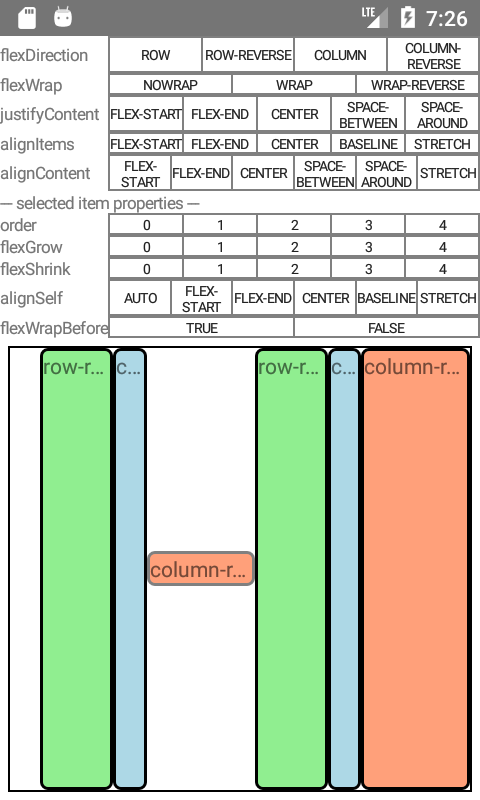 LTE 7:26
flexDirection ROW ROW-REVERSE COLUMN COLUMN-REVERSE
flexWrap NOWRAP WRAP WRAP-REVERSE
justifyContent FLEX-START FLEX-END CENTER SPACE-BETWEEN SPACE-AROUND
alignItems FLEX-START FLEX-END CENTER BASELINE STRETCH
alignContent FLEX-START FLEX-END CENTER SPACE-BETWEEN SPACE-AROUND STRETCH
--- selected item properties ---
order 0 1 2 3 4
flexGrow 0 1 2 3 4
flexShrink 0 1 2 3 4
alignSelf AUTO FLEX-START FLEX-END CENTER BASELINE STRETCH
flexWrapBefore TRUE FALSE
row-r... c... row-r... c... column-r...
column-r...